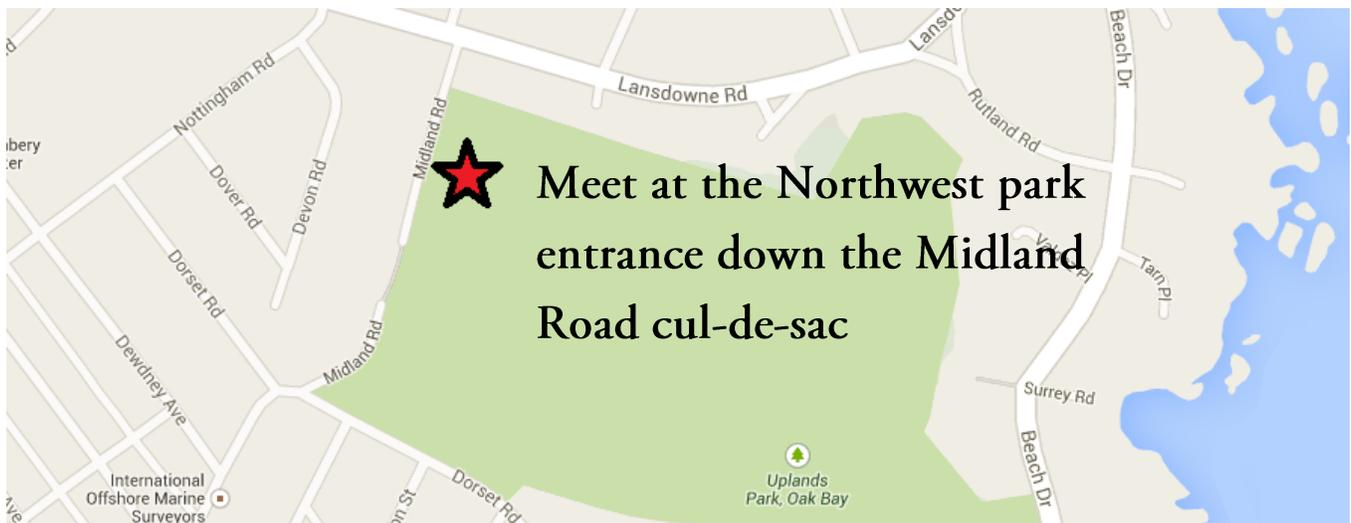 Nottingham Rd
Midland Rd
Lansdowne Rd
Beach Dr
Rutland Rd
Dover Rd
Devon Rd
Meet at the Northwest park
entrance down the Midland
Road cul-de-sac
Tarn Pl
Dorset Rd
Midland Rd
Dewdney Ave
Surrey Rd
Beach Dr
Uplands
Park, Oak Bay
International
Offshore Marine
Surveyors
Dorset Rd
Ave